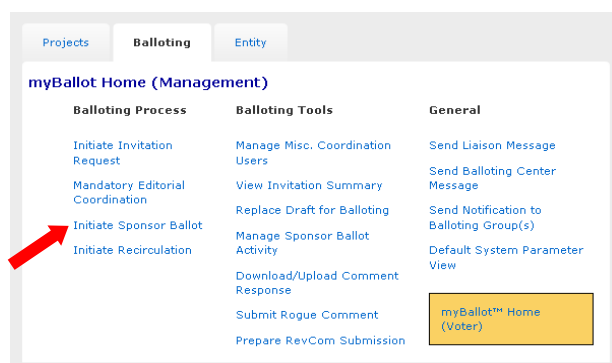 Projects
Balloting
Entity
myBallot Home (Management)
Balloting Process
Initiate Invitation
Request
Mandatory Editorial
Coordination
Initiate Sponsor Ballot
Initiate Recirculation
Balloting Tools
Manage Misc. Coordination
Users
View Invitation Summary
Replace Draft for Balloting
Manage Sponsor Ballot
Activity
Download/Upload Comment
Response
Submit Rogue Comment
Prepare RevCom Submission
General
Send Liaison Message
Send Balloting Center
Message
Send Notification to
Balloting Group(s)
Default System Parameter
View
myBallot™ Home
(Voter)